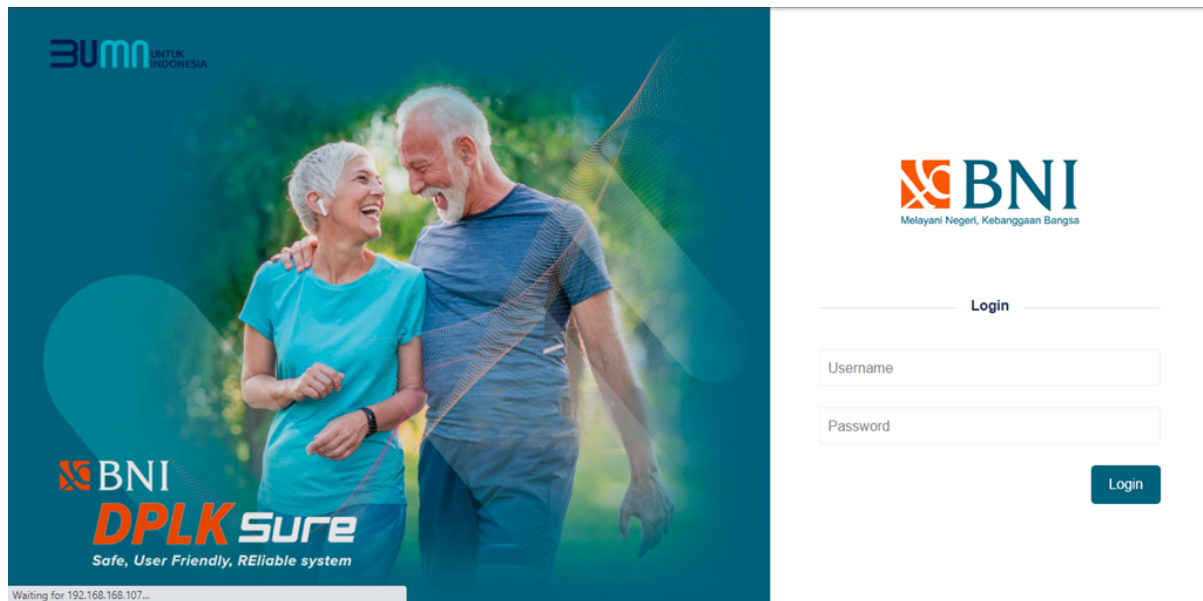 BUMN UNTUK
INDONESIA
BNI
DPLK Sure
Safe, User Friendly, REliable system
Waiting for 192.168.168.107...
BNI
Melayani Negeri, Kebanggaan Bangsa
Login
Username
Password
Login